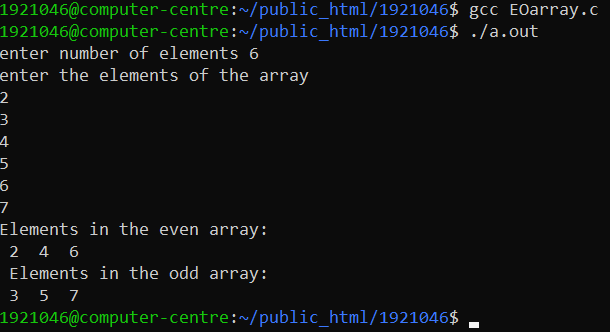 1921046@computer-centre:~/public_html/1921046$ gcc EOarray.c
1921046@computer-centre:~/public_html/1921046$ ./a.out
enter number of elements 6
enter the elements of the array
2
3
4
5
6
7
Elements in the even array:
 2  4  6
 Elements in the odd array:
 3  5  7
1921046@computer-centre:~/public_html/1921046$